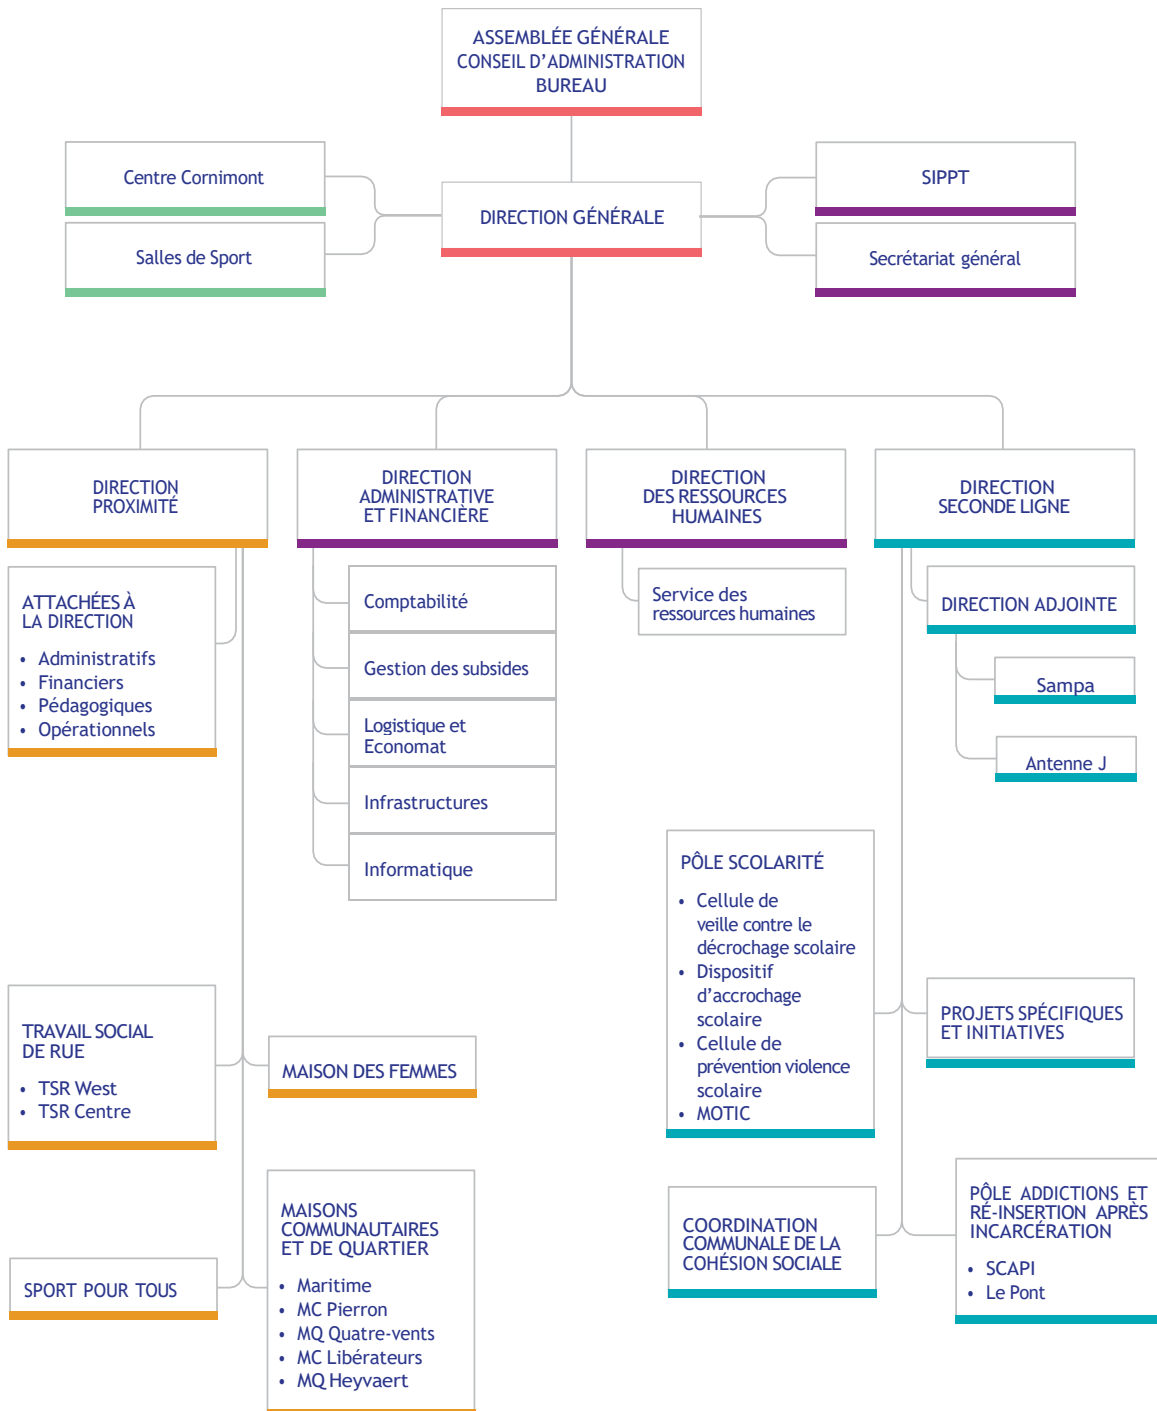 ASSEMBLÉE GÉNÉRALE
CONSEIL D'ADMINISTRATION
BUREAU
Centre Cornimont
Salles de Sport
DIRECTION GÉNÉRALE
SIPPT
Secrétariat général
DIRECTION
PROXIMITÉ
DIRECTION
ADMINISTRATIVE
ET FINANCIÈRE
DIRECTION
DES RESSOURCES
HUMAINES
DIRECTION
SECONDE LIGNE
ATTACHÉES À
LA DIRECTION
• Administratifs
• Financiers
• Pédagogiques
• Opérationnels
Comptabilité
Gestion des subsides
Logistique et
Economat
Infrastructures
Informatique
Service des
ressources humaines
DIRECTION ADJOINTE
Sampa
Antenne J
PÔLE SCOLARITÉ
• Cellule de
veille contre le
décrochage scolaire
• Dispositif
d'accrochage
scolaire
• Cellule de
prévention violence
scolaire
• MOTIC
PROJETS SPÉCIFIQUES
ET INITIATIVES
TRAVAIL SOCIAL
DE RUE
• TSR West
• TSR Centre
MAISON DES FEMMES
SPORT POUR TOUS
MAISONS
COMMUNAUTAIRES
ET DE QUARTIER
• Maritime
• MC Pierron
• MQ Quatre-vents
• MC Libérateurs
• MQ Heyvaert
COORDINATION
COMMUNALE DE LA
COHÉSION SOCIALE
PÔLE ADDICTIONS ET
RÉ-INSERTION APRÈS
INCARCÉRATION
• SCAPI
• Le Pont